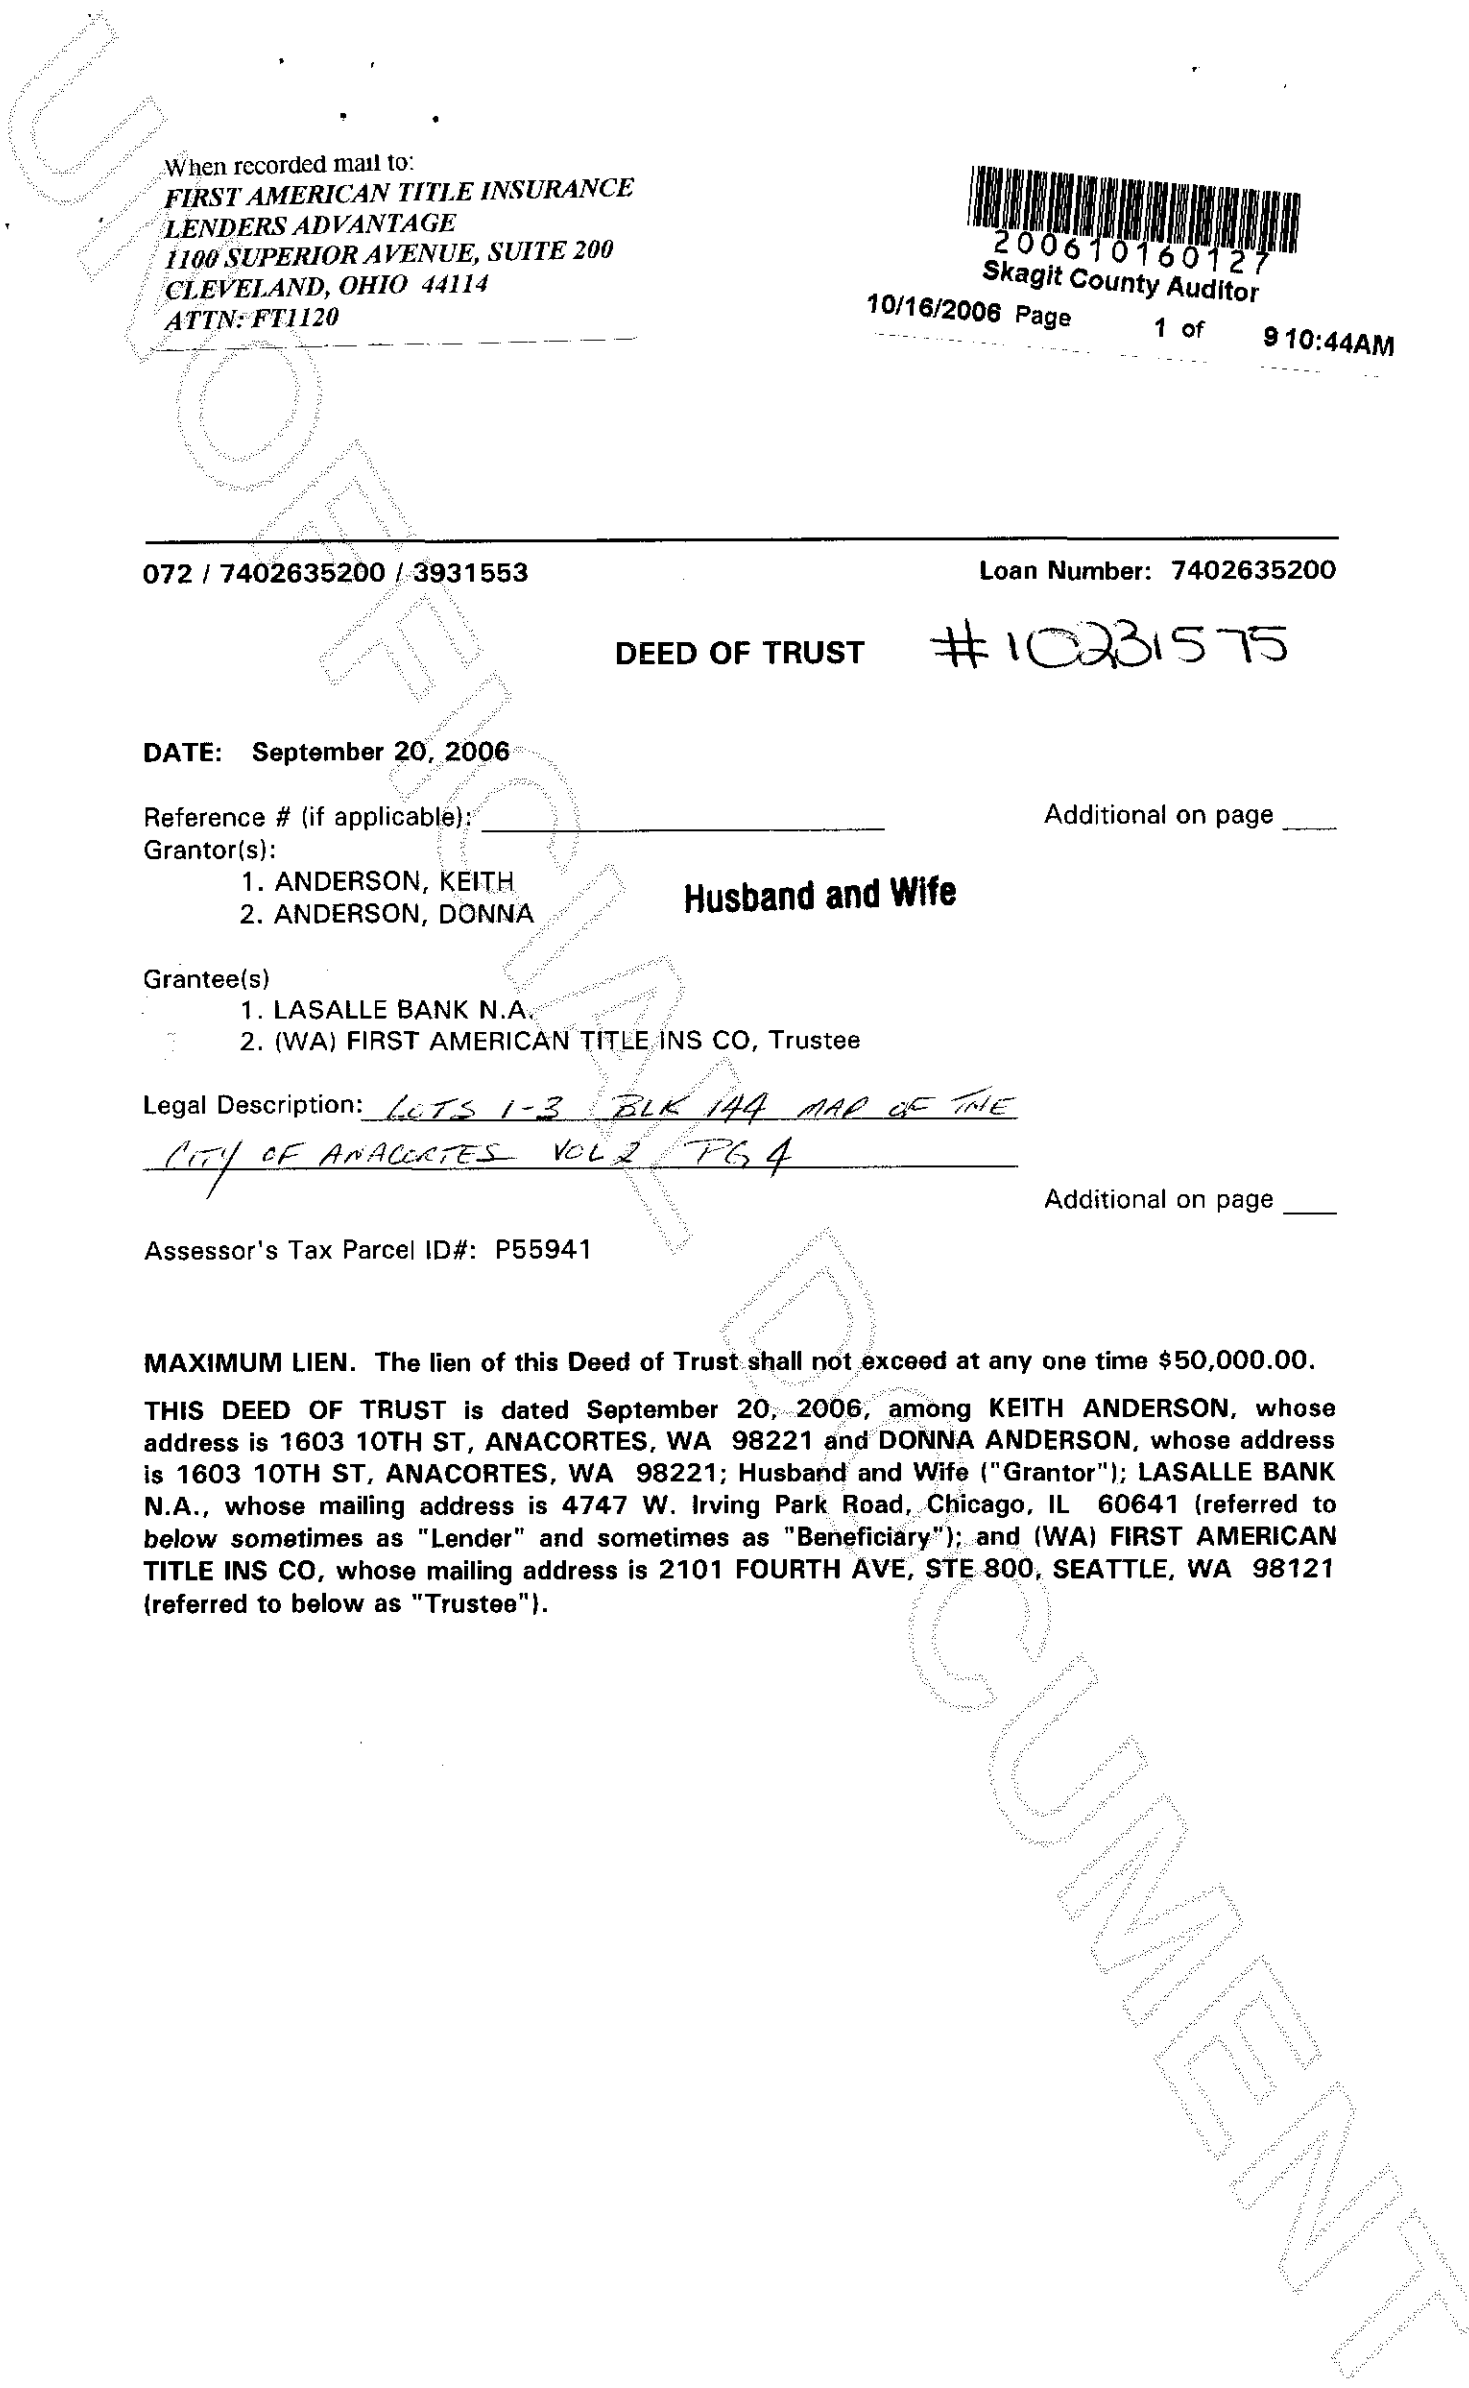 When recorded mail to:
FIRST AMERICAN TITLE INSURANCE
LENDERS ADVANTAGE
1100 SUPERIOR AVENUE, SUITE 200
CLEVELAND, OHIO 44114
ATTN: FT1120
200610160127
Skagit County Auditor
10/16/2006 Page 1 of 9 10:44AM
072 / 7402635200 / 3931553 Loan Number: 7402635200
DEED OF TRUST #10231575
DATE: September 20, 2006
Reference # (if applicable): Additional on page
Grantor(s):
1. ANDERSON, KEITH
2. ANDERSON, DONNA
Husband and Wife
Grantee(s)
1. LASALLE BANK N.A.
2. (WA) FIRST AMERICAN TITLE INS CO, Trustee
Legal Description: LOTS 1-3 BLK 144 MAP OF THE
CITY OF ANACORTES VOL 2 PG 4
Additional on page
Assessor's Tax Parcel ID#: P55941
MAXIMUM LIEN. The lien of this Deed of Trust shall not exceed at any one time $50,000.00.
THIS DEED OF TRUST is dated September 20, 2006, among KEITH ANDERSON, whose
address is 1603 10TH ST, ANACORTES, WA 98221 and DONNA ANDERSON, whose address
is 1603 10TH ST, ANACORTES, WA 98221; Husband and Wife ("Grantor"); LASALLE BANK
N.A., whose mailing address is 4747 W. Irving Park Road, Chicago, IL 60641 (referred to
below sometimes as "Lender" and sometimes as "Beneficiary"); and (WA) FIRST AMERICAN
TITLE INS CO, whose mailing address is 2101 FOURTH AVE, STE 800, SEATTLE, WA 98121
(referred to below as "Trustee").
UNOFFICIAL DOCUMENT